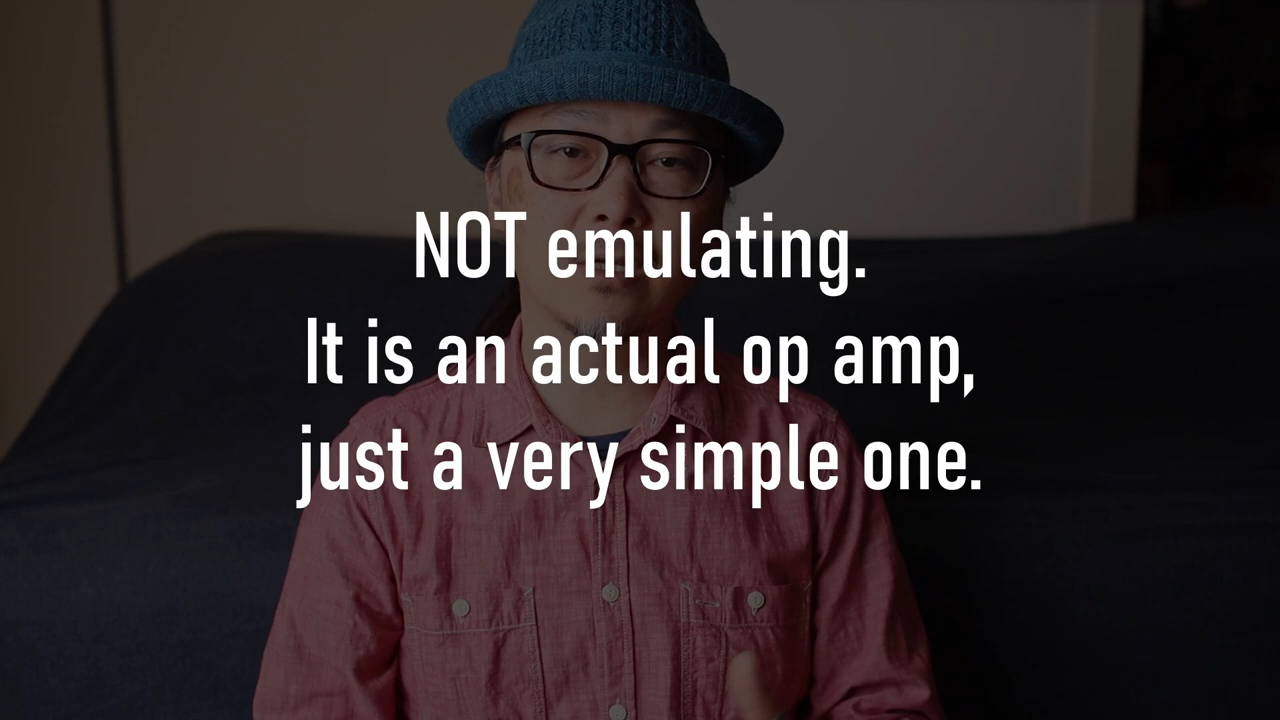 NOT emulating.
It is an actual op amp,
just a very simple one.